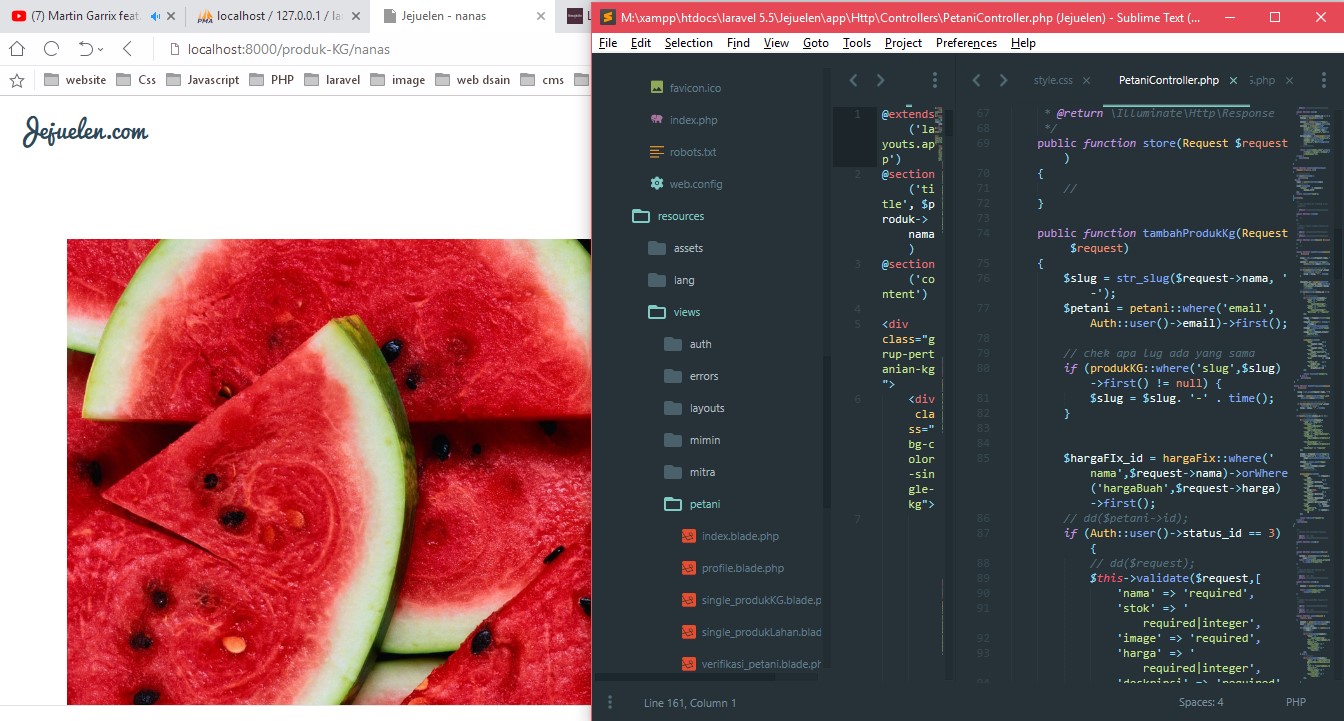 (7) Martin Garrix feat.
localhost / 127.0.0.1 / la
Jejuelen - nanas
L
localhost:8000/produk-KG/nanas
website
Css
Javascript
PHP
laravel
image
web dsain
cms
Jejuelen.com
M:\xampp\htdocs\laravel 5.5\Jejuelen\app\Http\Controllers\PetaniController.php (Jejuelen) - Sublime Text (...
File Edit Selection Find View Goto Tools Project Preferences Help
favicon.ico
index.php
robots.txt
web.config
resources
assets
lang
views
auth
errors
layouts
mimin
mitra
petani
index.blade.php
profile.blade.php
single_produkKG.blade.p
single_produkLahan.blad
verifikasi_petani.blade.ph
1 @extends
('la
youts.ap
p')
2 @section
('ti
tle', $p
roduk->
nama
)
3 @section
('co
ntent')
4
5 <div
class="g
rup-pert
anian-kg
">
6 <div
cla
ss="
bg-c
olor
-sin
gle-
kg">
7
style.css
PetaniController.php
.php
67 * @return \Illuminate\Http\Response
68 */
69 public function store(Request $request
)
70 {
71 //
72 }
73
74 public function tambahProdukKg(Request
$request)
75 {
76 $slug = str_slug($request->nama, '
-');
77 $petani = petani::where('email',
Auth::user()->email)->first();
78
79 // chek apa lug ada yang sama
80 if (produkKG::where('slug',$slug)
->first() != null) {
81 $slug = $slug. '-' . time();
82 }
83
84
85 $hargaFIx_id = hargaFix::where('
nama',$request->nama)->orWhere
('hargaBuah',$request->harga)
->first();
86 // dd($petani->id);
87 if (Auth::user()->status_id == 3)
{
88 // dd($request);
89 $this->validate($request,[
90 'nama' => 'required',
91 'stok' => '
required|integer',
92 'image' => 'required',
93 'harga' => '
required|integer',
94 'deskripsi' => 'required'
Line 161, Column 1
Spaces: 4
PHP